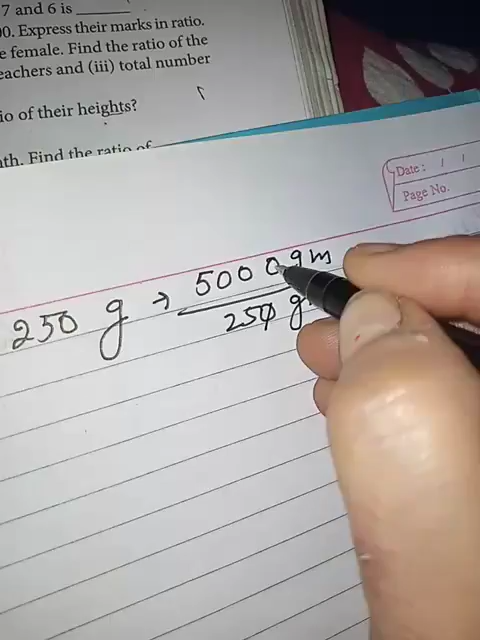 7 and 6 is
00. Express their marks in ratio.
e female. Find the ratio of the
eachers and (iii) total number
io of their heights?
nth. Find the ratio of
Date : / /
Page No.
250 g → 5000 gm
250 g